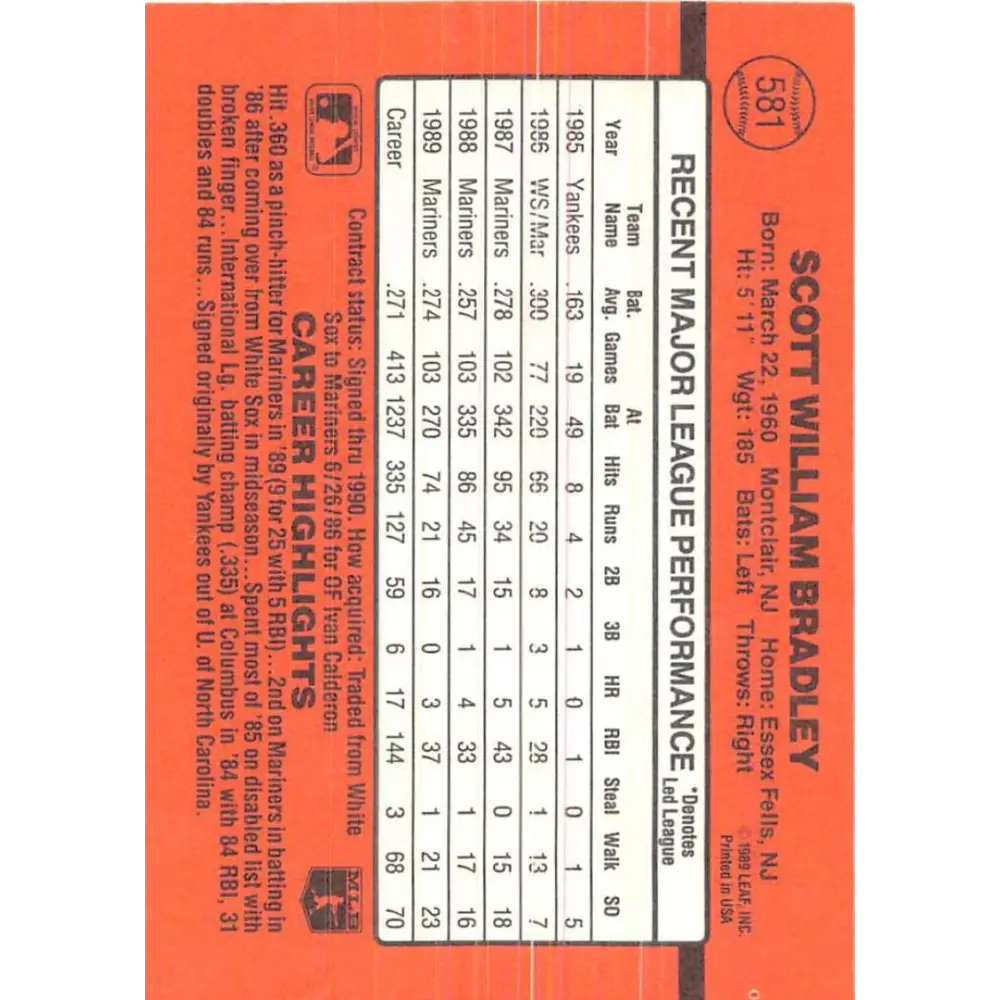 581
SCOTT WILLIAM BRADLEY
Born: March 22, 1960 Montclair, NJ Home: Essex Fells, NJ
Ht: 5'11" Wgt: 185 Bats: Left Throws: Right
© 1989 LEAF, INC.
Printed in USA
RECENT MAJOR LEAGUE PERFORMANCE *Denotes Led League
Year Team Name Bat. Avg. Games At Bat Hits Runs 2B 3B HR RBI Steal Walk SO
1985 Yankees .163 19 49 8 4 2 1 0 1 0 1 5
1986 WS/Mar .300 77 220 66 20 8 3 5 28 1 13 7
1987 Mariners .278 102 342 95 34 15 1 5 43 0 15 18
1988 Mariners .257 103 335 86 45 17 1 4 33 1 17 16
1989 Mariners .274 103 270 74 21 16 0 3 37 1 21 23
Career .271 413 1237 335 127 59 6 17 144 3 68 70
Contract status: Signed thru 1990. How acquired: Traded from White
Sox to Mariners 6/26/86 for OF Ivan Calderon
MLB
CAREER HIGHLIGHTS
Hit .360 as a pinch-hitter for Mariners in '89 (9 for 25 with 5 RBI)...2nd on Mariners in batting in
'86 after coming over from White Sox in midseason...Spent most of '85 on disabled list with
broken finger...International Lg. batting champ (.335) at Columbus in '84 with 84 RBI, 31
doubles and 84 runs...Signed originally by Yankees out of U. of North Carolina.